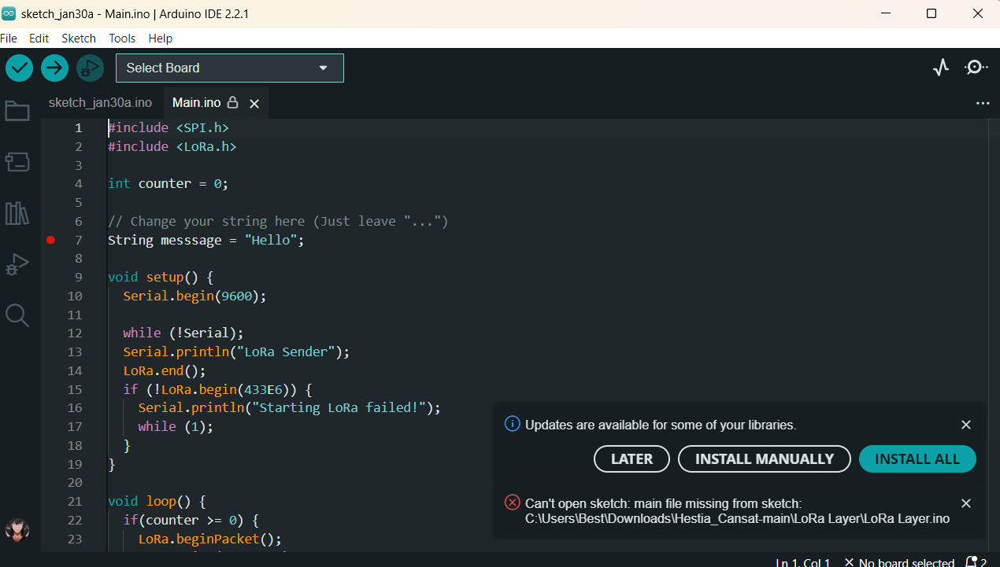 sketch_jan30a - Main.ino | Arduino IDE 2.2.1
File Edit Sketch Tools Help
Select Board
sketch_jan30a.ino Main.ino
1 #include <SPI.h>
2 #include <LoRa.h>
3
4 int counter = 0;
5
6 // Change your string here (Just leave "...")
7 String messsage = "Hello";
8
9 void setup() {
10 Serial.begin(9600);
11
12 while (!Serial);
13 Serial.println("LoRa Sender");
14 LoRa.end();
15 if (!LoRa.begin(433E6)) {
16 Serial.println("Starting LoRa failed!");
17 while (1);
18 }
19 }
20
21 void loop() {
22 if(counter >= 0) {
23 LoRa.beginPacket();
Updates are available for some of your libraries.
LATER INSTALL MANUALLY INSTALL ALL
Can't open sketch: main file missing from sketch:
C:\Users\Best\Downloads\Hestia_Cansat-main\LoRa Layer\LoRa Layer.ino
Ln 1, Col 1 No board selected 2